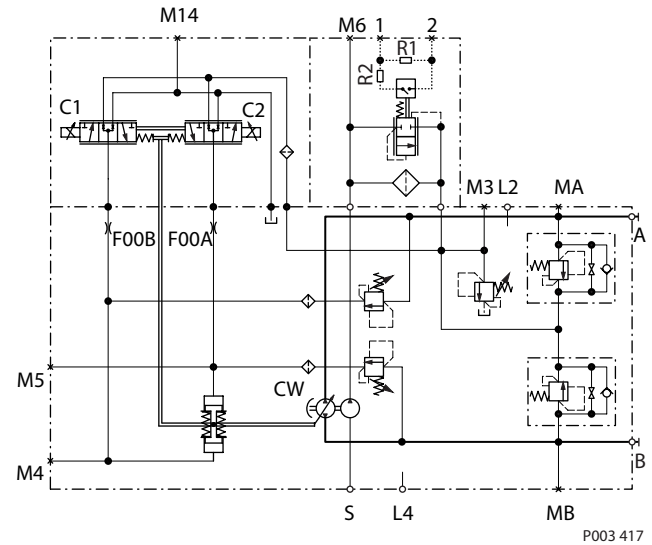 M14
M6 1 2
R1
R2
C1 C2
M3 L2 MA
F00B F00A
A
M5
CW
M4
B
S L4 MB
P003 417